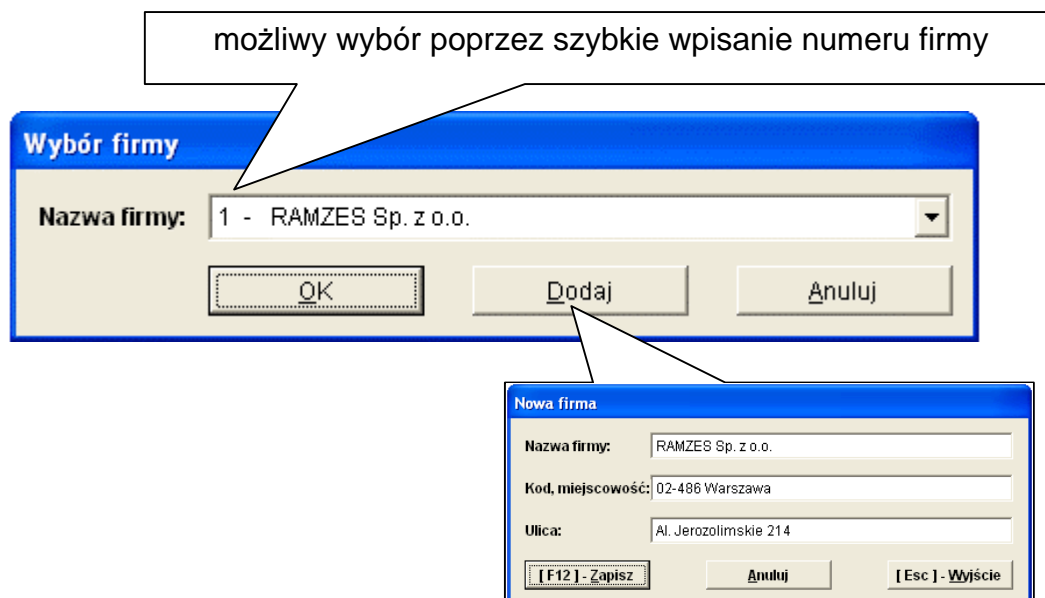 możliwy wybór poprzez szybkie wpisanie numeru firmy
Wybór firmy
Nazwa firmy: 1 - RAMZES Sp. z o.o.
OK Dodaj Anuluj
Nowa firma
Nazwa firmy: RAMZES Sp. z o.o.
Kod, miejscowość: 02-486 Warszawa
Ulica: Al. Jerozolimskie 214
[ F12 ] - Zapisz Anuluj [ Esc ] - Wyjście